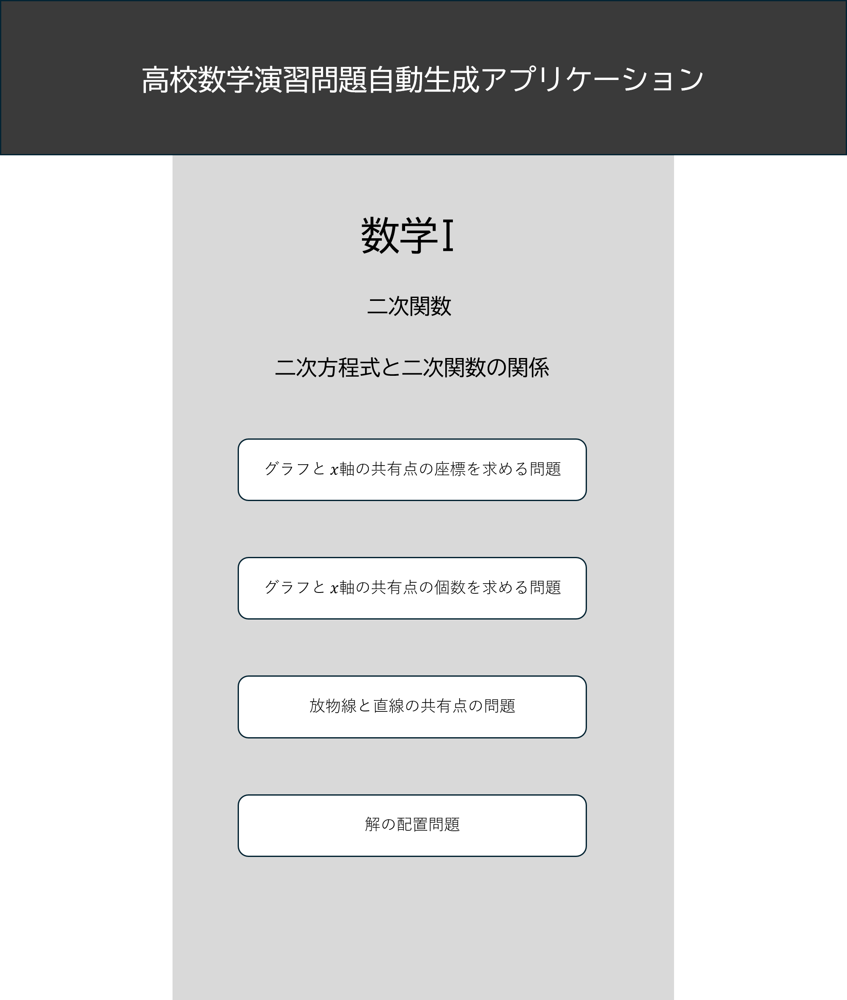 高校数学演習問題自動生成アプリケーション
数学I
二次関数
二次方程式と二次関数の関係
グラフと x軸の共有点の座標を求める問題
グラフと x軸の共有点の個数を求める問題
放物線と直線の共有点の問題
解の配置問題